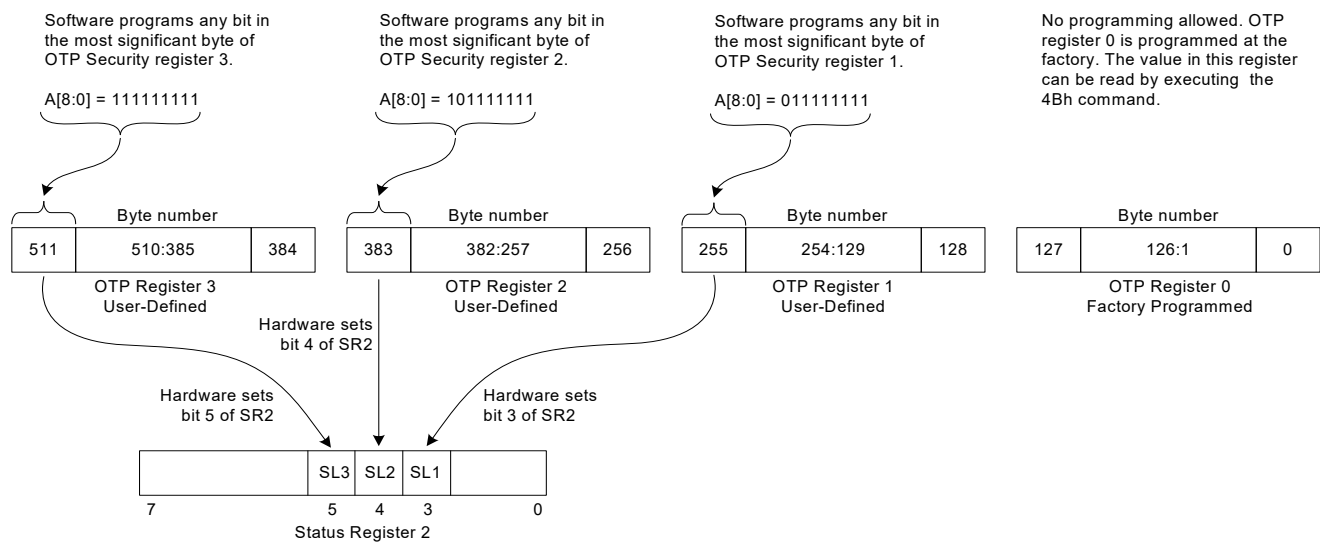 Software programs any bit in
the most significant byte of
OTP Security register 3.
A[8:0] = 111111111
Software programs any bit in
the most significant byte of
OTP Security register 2.
A[8:0] = 101111111
Software programs any bit in
the most significant byte of
OTP Security register 1.
A[8:0] = 011111111
No programming allowed. OTP
register 0 is programmed at the
factory. The value in this register
can be read by executing the
4Bh command.
Byte number
511
510:385
384
OTP Register 3
User-Defined
Byte number
383
382:257
256
OTP Register 2
User-Defined
Byte number
255
254:129
128
OTP Register 1
User-Defined
Byte number
127
126:1
0
OTP Register 0
Factory Programmed
Hardware sets
bit 5 of SR2
Hardware sets
bit 4 of SR2
Hardware sets
bit 3 of SR2
SL3
SL2
SL1
7
5
4
3
0
Status Register 2